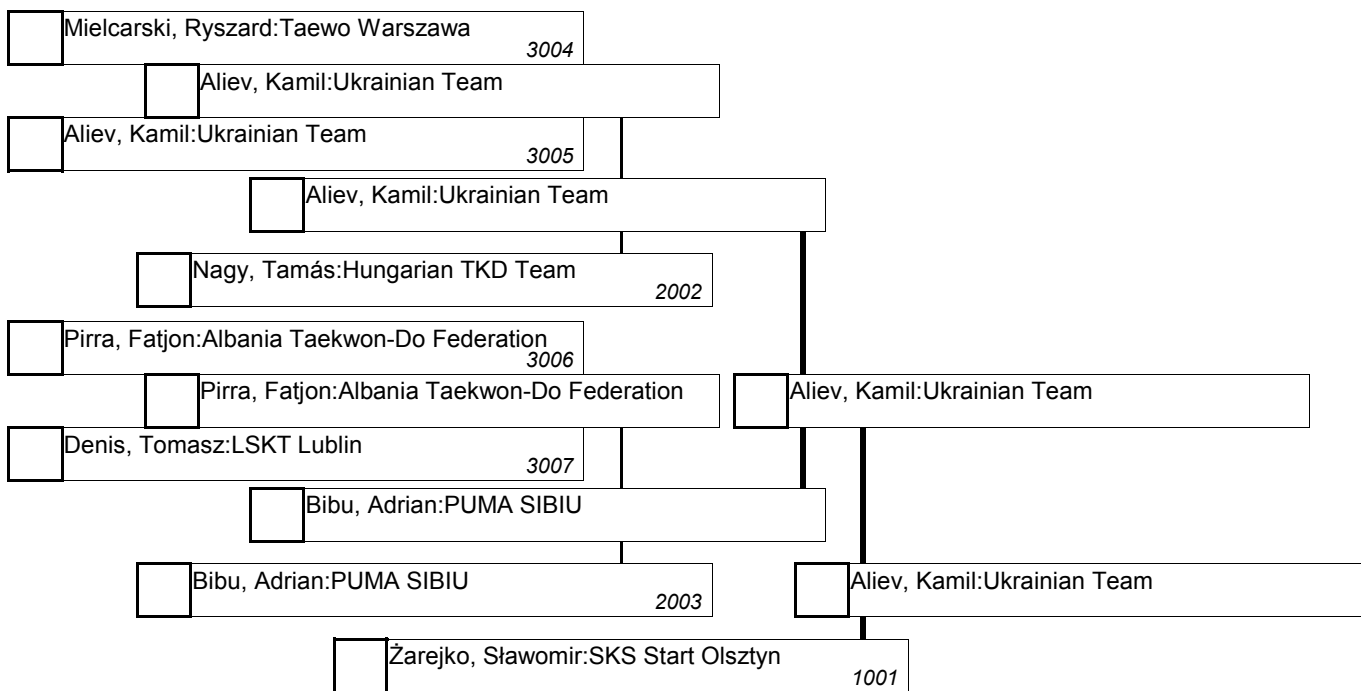 Mielcarski, Ryszard:Taewo Warszawa
3004
Aliev, Kamil:Ukrainian Team
Aliev, Kamil:Ukrainian Team
3005
Aliev, Kamil:Ukrainian Team
Nagy, Tamás:Hungarian TKD Team
2002
Pirra, Fatjon:Albania Taekwon-Do Federation
3006
Pirra, Fatjon:Albania Taekwon-Do Federation
Aliev, Kamil:Ukrainian Team
Denis, Tomasz:LSKT Lublin
3007
Bibu, Adrian:PUMA SIBIU
Bibu, Adrian:PUMA SIBIU
2003
Aliev, Kamil:Ukrainian Team
Żarejko, Sławomir:SKS Start Olsztyn
1001